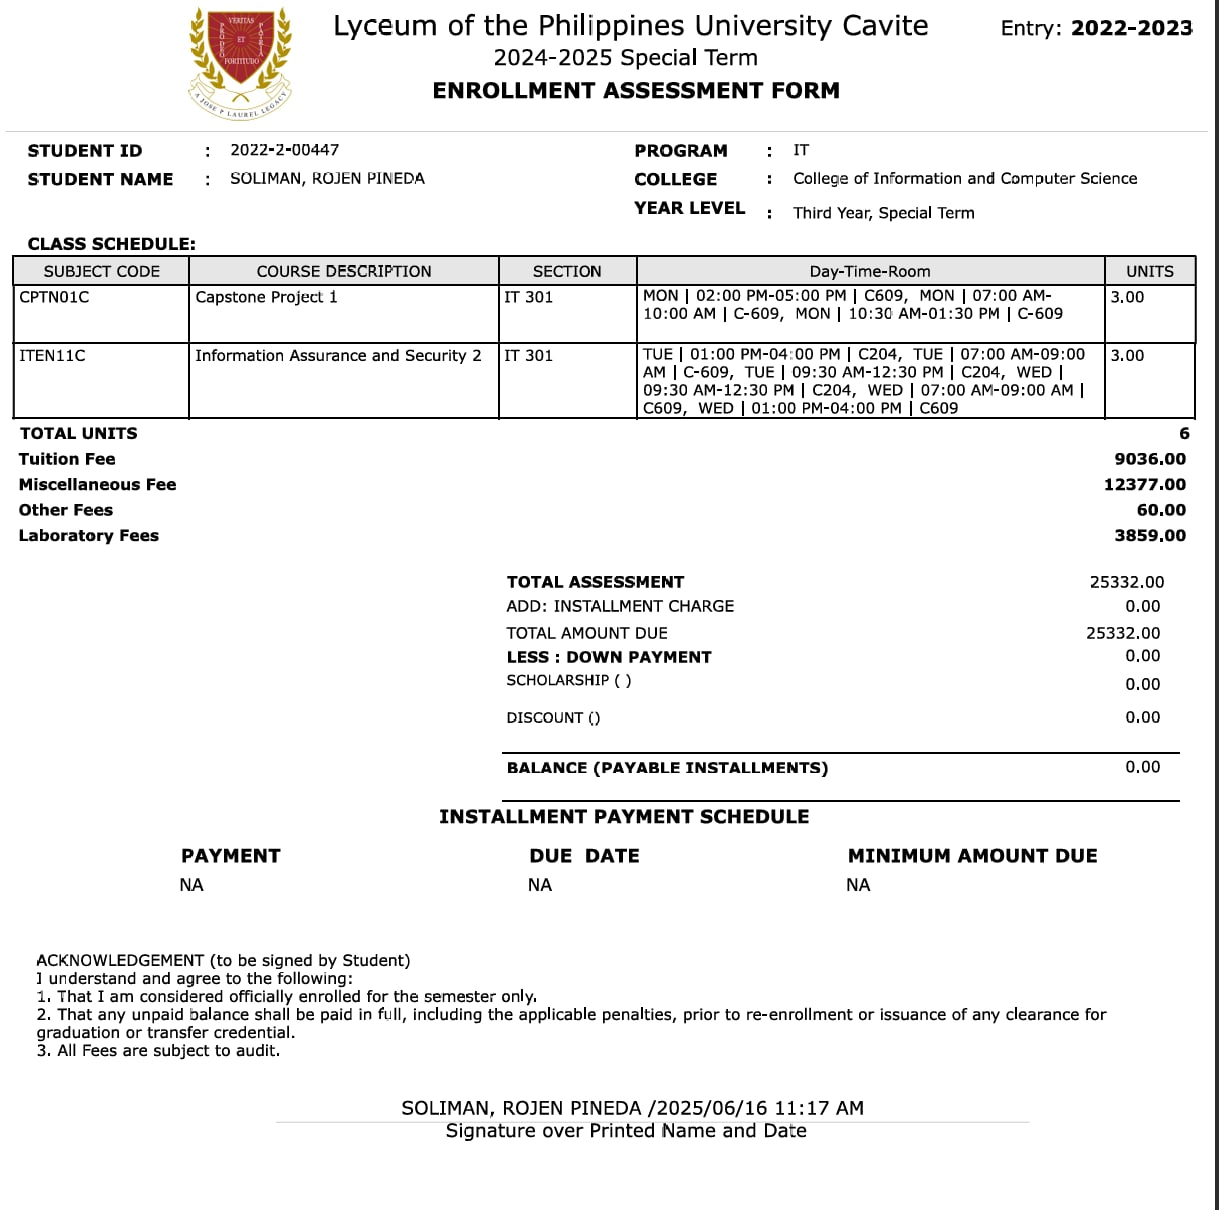 VERITAS
PRODEO
ET
PATRIA
FORTITUDO
A JOSE P LAUREL LEGACY
Lyceum of the Philippines University Cavite
Entry: 2022-2023
2024-2025 Special Term
ENROLLMENT ASSESSMENT FORM
STUDENT ID : 2022-2-00447 PROGRAM : IT
STUDENT NAME : SOLIMAN, ROJEN PINEDA COLLEGE : College of Information and Computer Science
YEAR LEVEL : Third Year, Special Term
CLASS SCHEDULE:
SUBJECT CODE COURSE DESCRIPTION SECTION Day-Time-Room UNITS
CPTN01C Capstone Project 1 IT 301 MON | 02:00 PM-05:00 PM | C609, MON | 07:00 AM- 3.00
10:00 AM | C-609, MON | 10:30 AM-01:30 PM | C-609
ITEN11C Information Assurance and Security 2 IT 301 TUE | 01:00 PM-04:00 PM | C204, TUE | 07:00 AM-09:00 3.00
AM | C-609, TUE | 09:30 AM-12:30 PM | C204, WED |
09:30 AM-12:30 PM | C204, WED | 07:00 AM-09:00 AM |
C609, WED | 01:00 PM-04:00 PM | C609
TOTAL UNITS 6
Tuition Fee 9036.00
Miscellaneous Fee 12377.00
Other Fees 60.00
Laboratory Fees 3859.00
TOTAL ASSESSMENT 25332.00
ADD: INSTALLMENT CHARGE 0.00
TOTAL AMOUNT DUE 25332.00
LESS : DOWN PAYMENT 0.00
SCHOLARSHIP ( ) 0.00
DISCOUNT () 0.00
BALANCE (PAYABLE INSTALLMENTS) 0.00
INSTALLMENT PAYMENT SCHEDULE
PAYMENT DUE DATE MINIMUM AMOUNT DUE
NA NA NA
ACKNOWLEDGEMENT (to be signed by Student)
I understand and agree to the following:
1. That I am considered officially enrolled for the semester only.
2. That any unpaid balance shall be paid in full, including the applicable penalties, prior to re-enrollment or issuance of any clearance for
graduation or transfer credential.
3. All Fees are subject to audit.
SOLIMAN, ROJEN PINEDA /2025/06/16 11:17 AM
Signature over Printed Name and Date